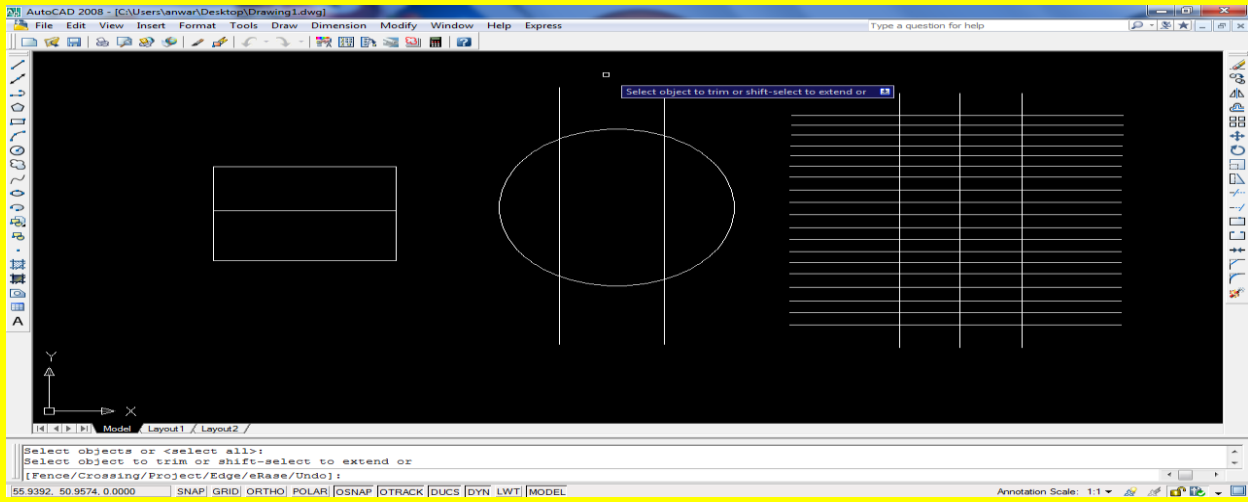 AutoCAD 2008 - [C:\Users\anwar\Desktop\Drawing1.dwg]
File Edit View Insert Format Tools Draw Dimension Modify Window Help Express Type a question for help
Select object to trim or shift-select to extend or
A
Y
X
Model Layout1 Layout2
Select objects or <select all>:
Select object to trim or shift-select to extend or
[Fence/Crossing/Project/Edge/eRase/Undo]:
55.9392, 50.9574, 0.0000 SNAP GRID ORTHO POLAR OSNAP OTRACK DUCS DYN LWT MODEL Annotation Scale: 1:1